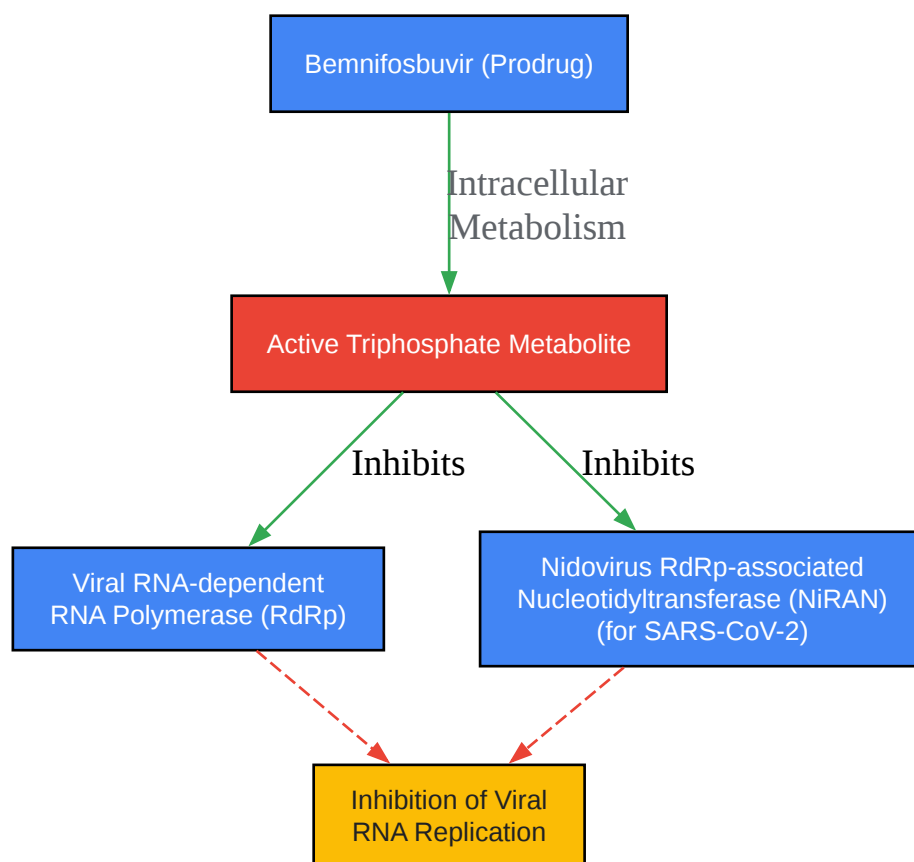 Bemnifosbuvir (Prodrug)
Intracellular
Metabolism
Active Triphosphate Metabolite
Inhibits
Inhibits
Viral RNA-dependent
RNA Polymerase (RdRp)
Nidovirus RdRp-associated
Nucleotidyltransferase (NiRAN)
(for SARS-CoV-2)
Inhibition of Viral
RNA Replication